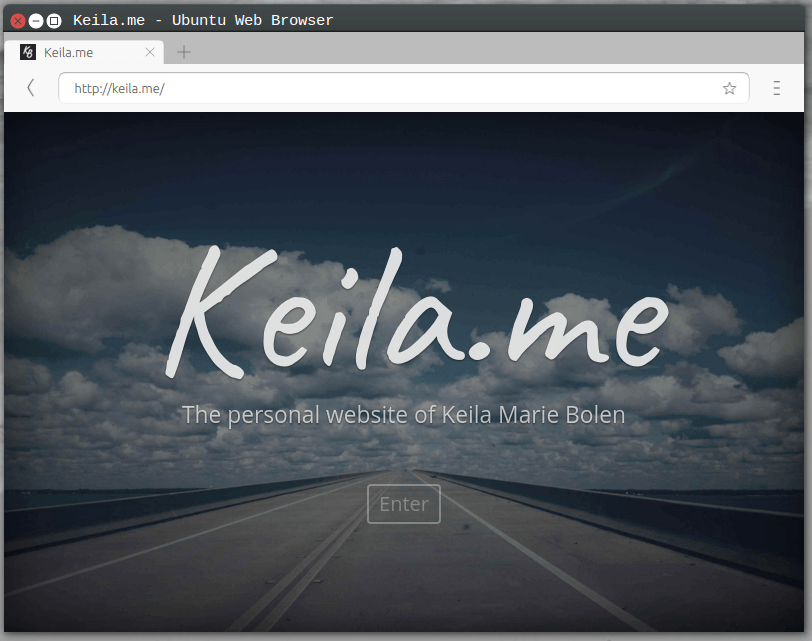 Keila.me - Ubuntu Web Browser
KB Keila.me
http://keila.me/
Keila.me
The personal website of Keila Marie Bolen
Enter